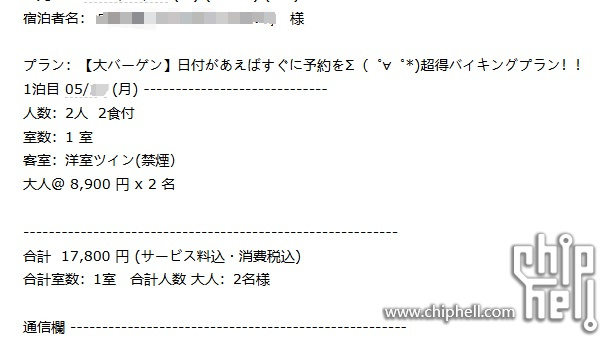 宿泊者名: 様
プラン: 【大バーゲン】日付があえばすぐに予約をΣ( ﾟ∀ ﾟ*)超得バイキングプラン!!
1泊目 05/ (月) -----------------------------
人数: 2人 2食付
室数: 1 室
客室: 洋室ツイン(禁煙)
大人@ 8,900 円 x 2 名
-----------------------------------------------------------
合計 17,800 円 (サービス料込・消費税込)
合計室数: 1室 合計人数 大人: 2名様
通信欄 -----------------------------------------------------
chip
hell
www.chiphell.com